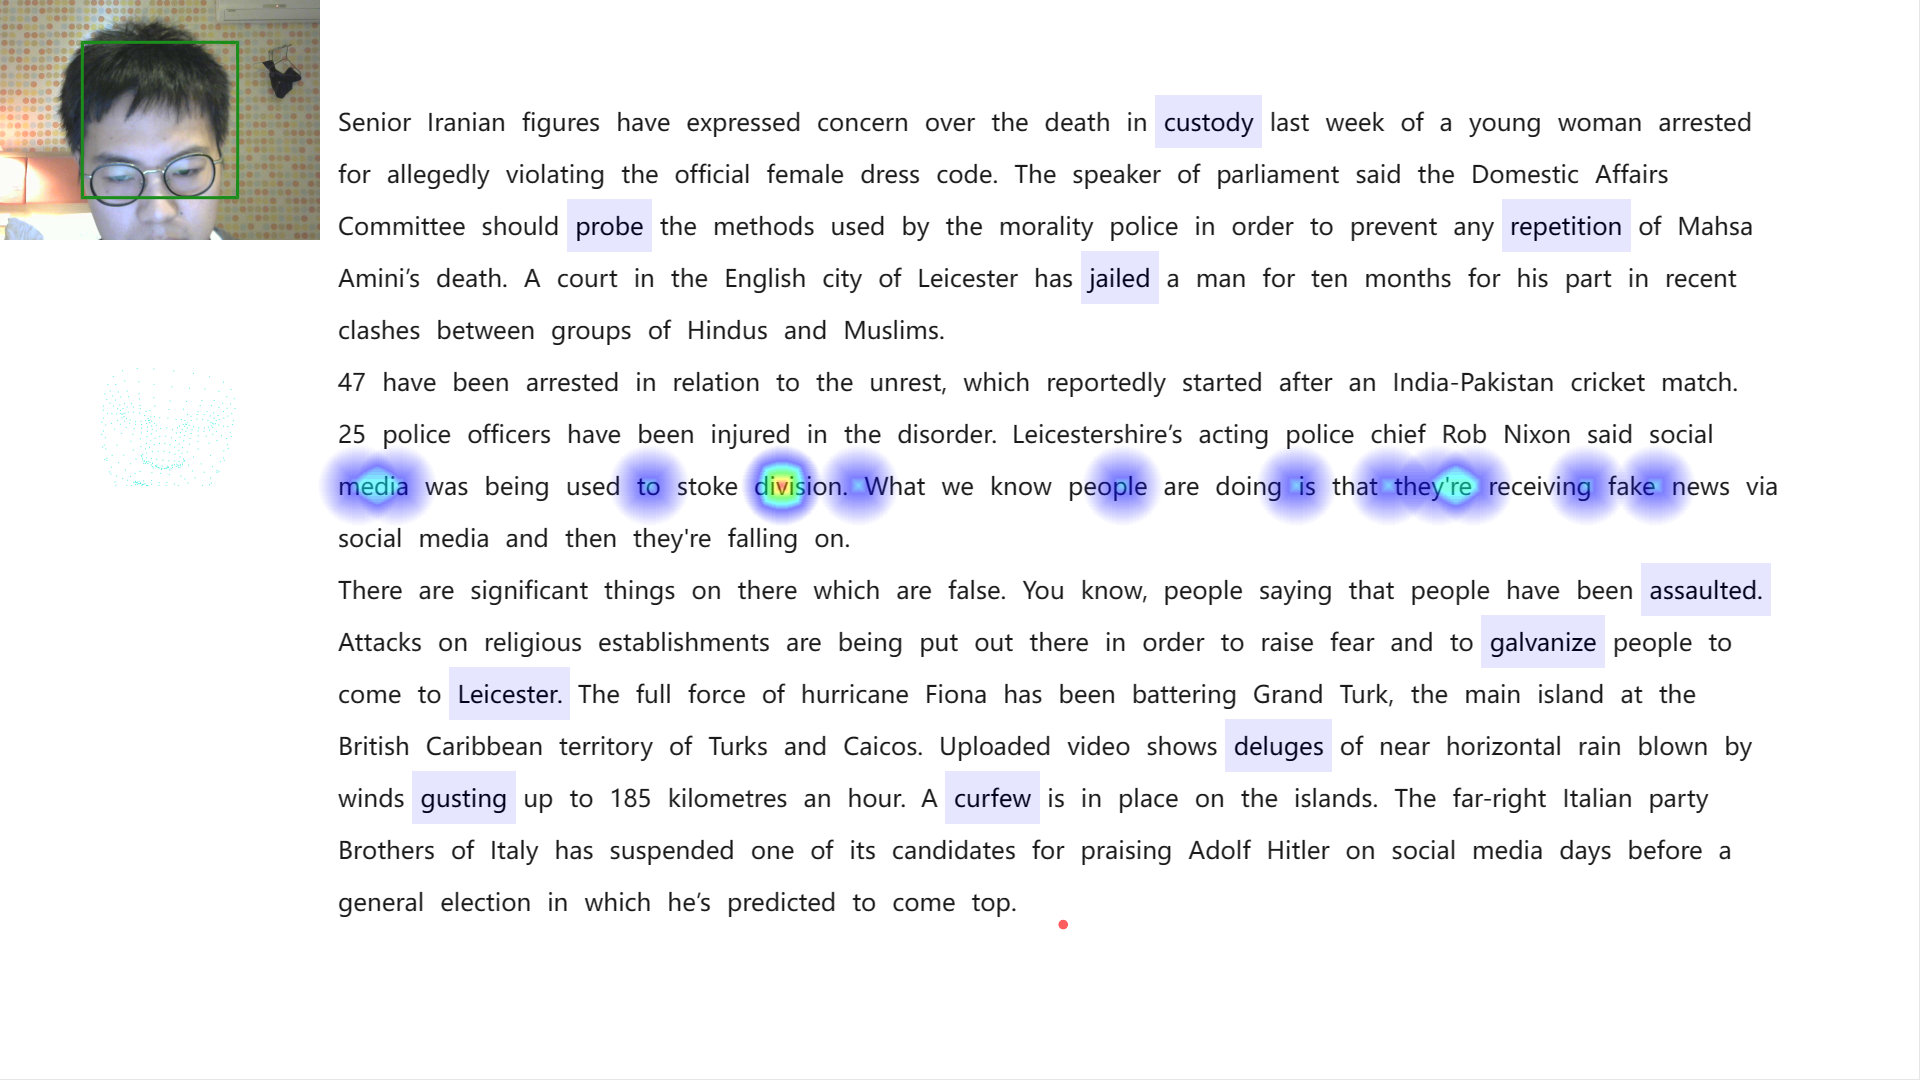 Senior Iranian figures have expressed concern over the death in custody last week of a young woman arrested
for allegedly violating the official female dress code. The speaker of parliament said the Domestic Affairs
Committee should probe the methods used by the morality police in order to prevent any repetition of Mahsa
Amini’s death. A court in the English city of Leicester has jailed a man for ten months for his part in recent
clashes between groups of Hindus and Muslims.
47 have been arrested in relation to the unrest, which reportedly started after an India-Pakistan cricket match.
25 police officers have been injured in the disorder. Leicestershire’s acting police chief Rob Nixon said social
media was being used to stoke division. What we know people are doing is that they're receiving fake news via
social media and then they're falling on.
There are significant things on there which are false. You know, people saying that people have been assaulted.
Attacks on religious establishments are being put out there in order to raise fear and to galvanize people to
come to Leicester. The full force of hurricane Fiona has been battering Grand Turk, the main island at the
British Caribbean territory of Turks and Caicos. Uploaded video shows deluges of near horizontal rain blown by
winds gusting up to 185 kilometres an hour. A curfew is in place on the islands. The far-right Italian party
Brothers of Italy has suspended one of its candidates for praising Adolf Hitler on social media days before a
general election in which he’s predicted to come top.